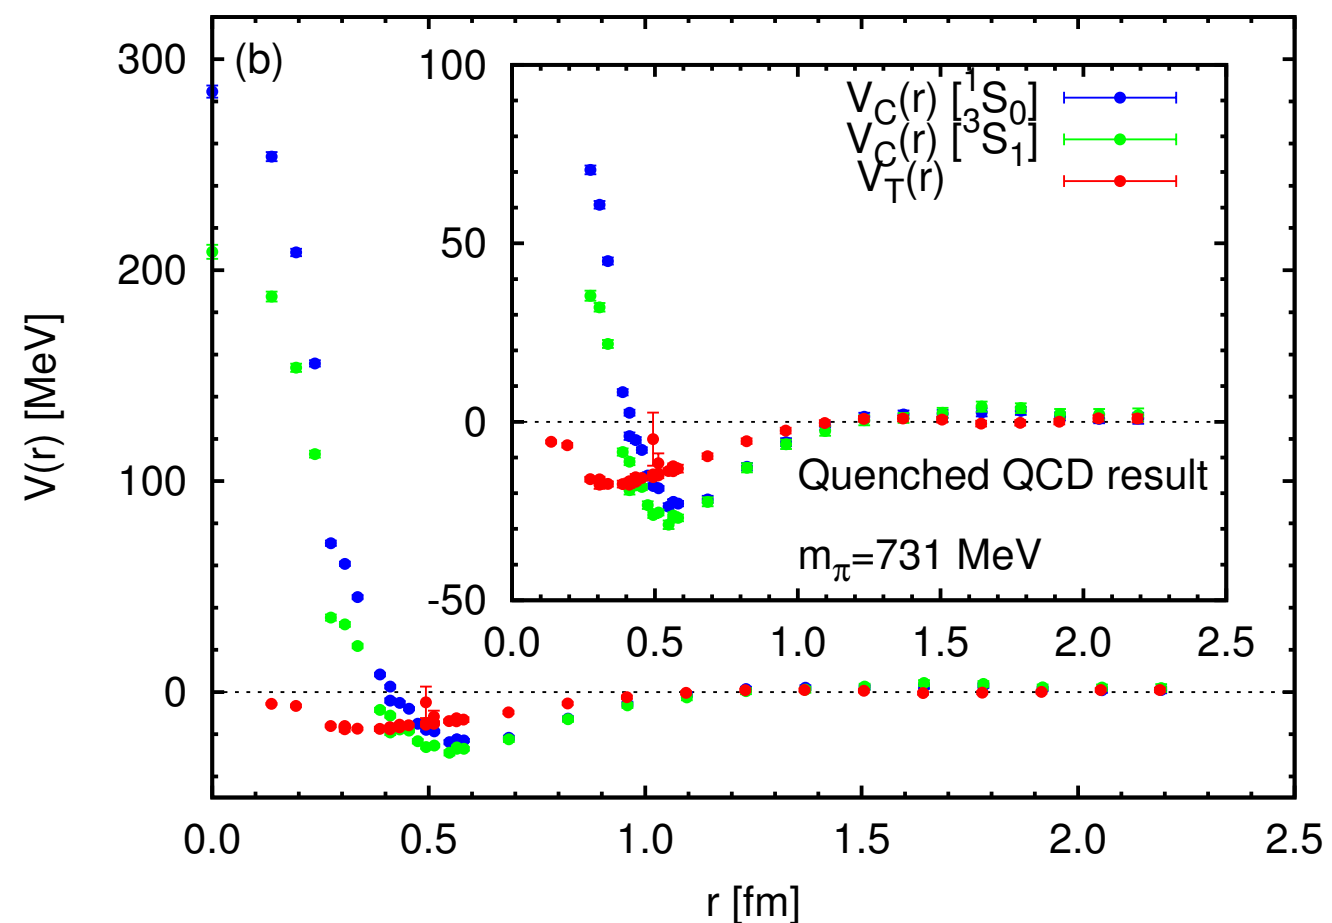 (b)
V(r) [MeV]
300
200
100
0
0.0 0.5 1.0 1.5 2.0 2.5
r [fm]
100
50
0
-50
0.0 0.5 1.0 1.5 2.0 2.5
V_C(r) [^1S_0]
V_C(r) [^3S_1]
V_T(r)
Quenched QCD result
m_π=731 MeV